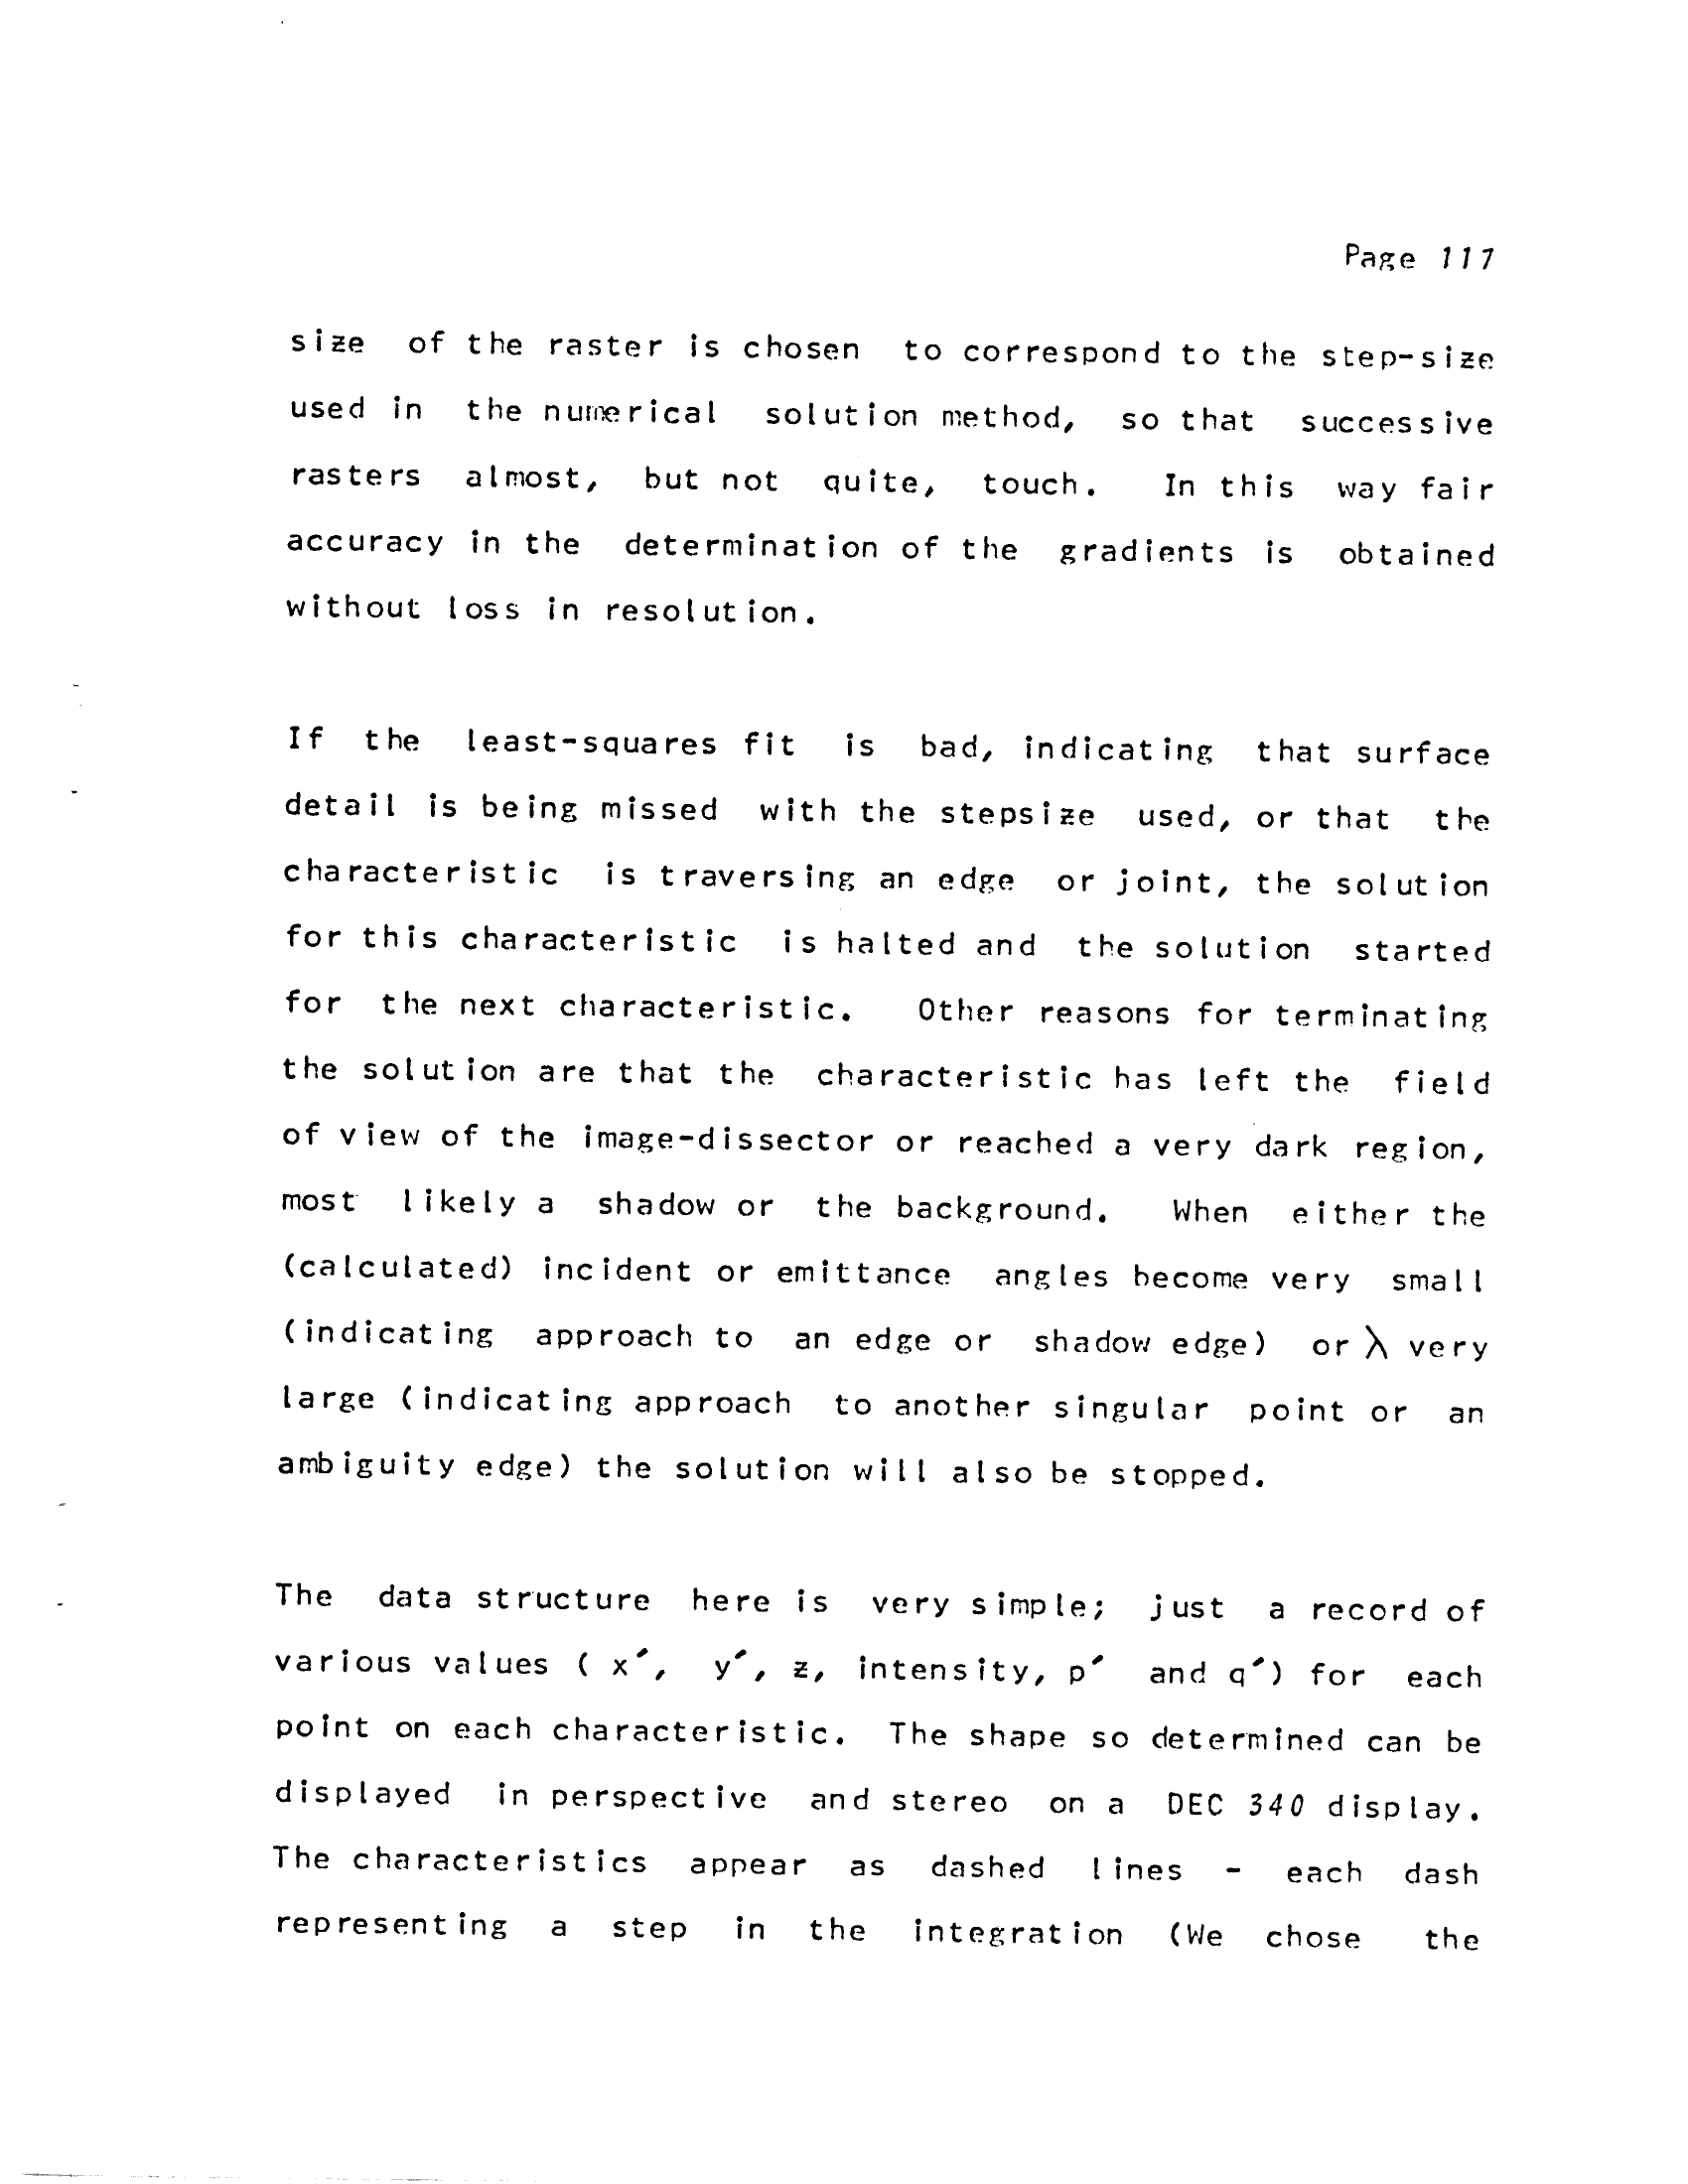 Page 117
size of the raster is chosen to correspond to the step-size
used in the numerical solution method, so that successive
rasters almost, but not quite, touch. In this way fair
accuracy in the determination of the gradients is obtained
without loss in resolution.
If the least-squares fit is bad, indicating that surface
detail is being missed with the stepsize used, or that the
characteristic is traversing an edge or joint, the solution
for this characteristic is halted and the solution started
for the next characteristic. Other reasons for terminating
the solution are that the characteristic has left the field
of view of the image-dissector or reached a very dark region,
most likely a shadow or the background. When either the
(calculated) incident or emittance angles become very small
(indicating approach to an edge or shadow edge) or λ very
large (indicating approach to another singular point or an
ambiguity edge) the solution will also be stopped.
The data structure here is very simple; just a record of
various values ( x′, y′, z, intensity, p′ and q′) for each
point on each characteristic. The shape so determined can be
displayed in perspective and stereo on a DEC 340 display.
The characteristics appear as dashed lines - each dash
representing a step in the integration (We chose the